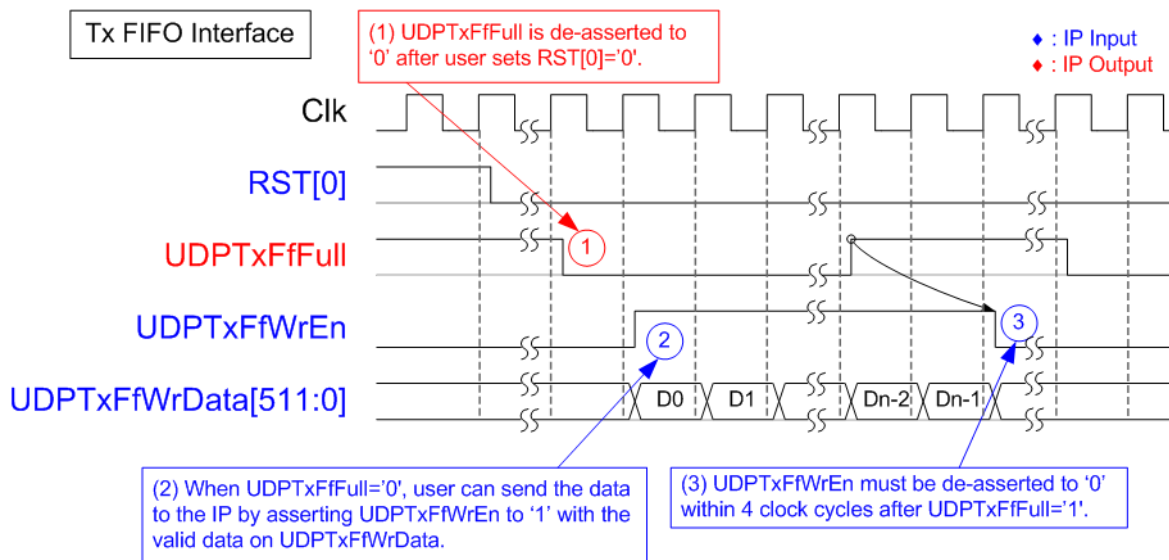 Tx FIFO Interface
(1) UDPTxFfFull is de-asserted to
‘0’ after user sets RST[0]=’0’.
♦ : IP Input
♦ : IP Output
Clk
RST[0]
1
UDPTxFfFull
UDPTxFfWrEn
2
3
UDPTxFfWrData[511:0]
D0
D1
Dn-2
Dn-1
(2) When UDPTxFfFull=’0’, user can send the data
to the IP by asserting UDPTxFfWrEn to ‘1’ with the
valid data on UDPTxFfWrData.
(3) UDPTxFfWrEn must be de-asserted to ‘0’
within 4 clock cycles after UDPTxFfFull=’1’.